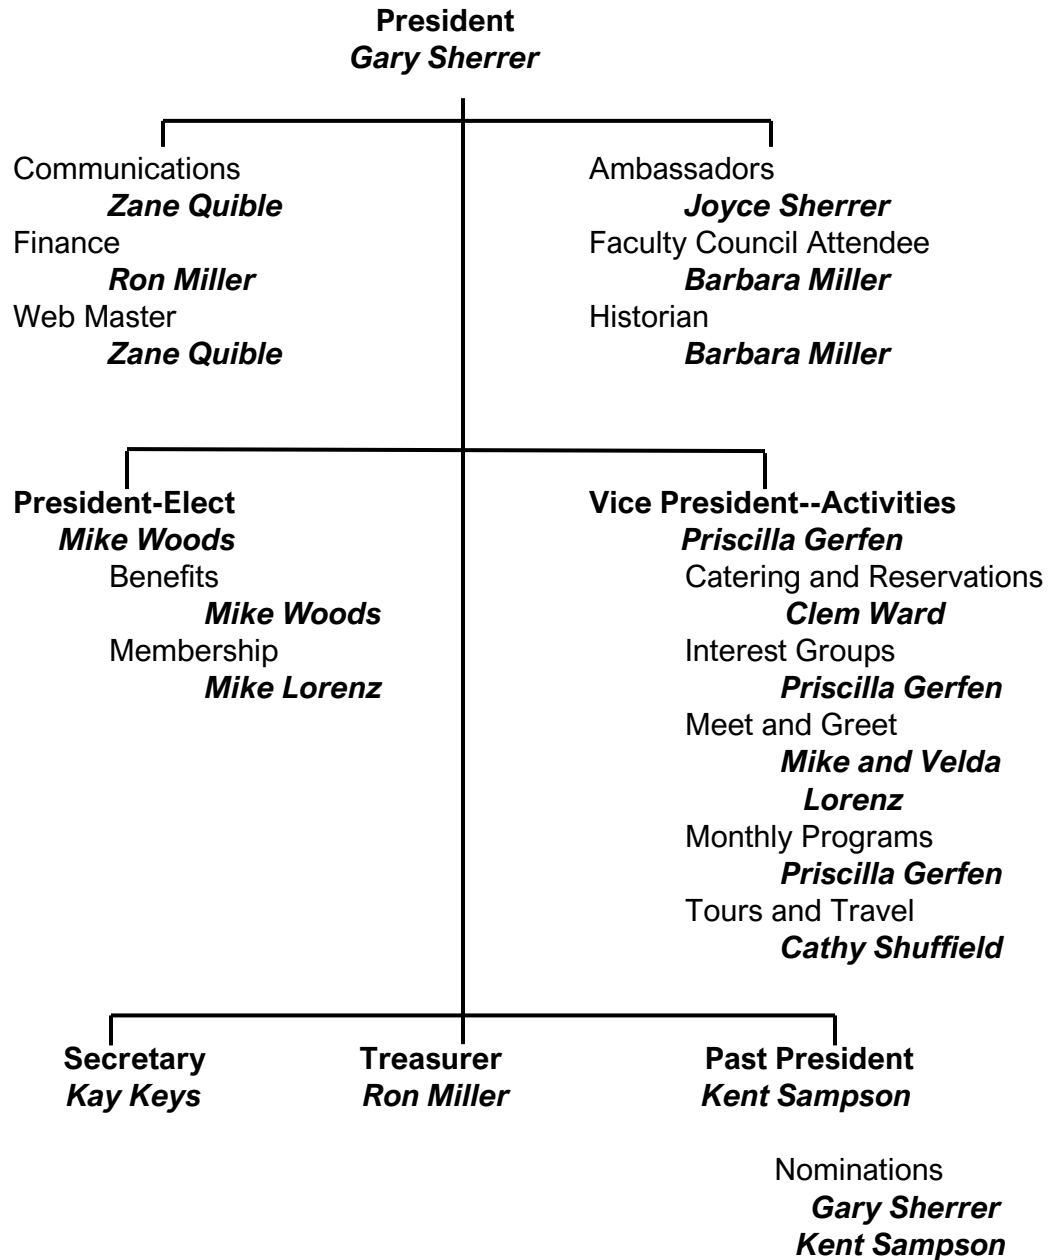 President
Gary Sherrer
Communications
Zane Quible
Finance
Ron Miller
Web Master
Zane Quible
Ambassadors
Joyce Sherrer
Faculty Council Attendee
Barbara Miller
Historian
Barbara Miller
President-Elect
Mike Woods
Benefits
Mike Woods
Membership
Mike Lorenz
Vice President--Activities
Priscilla Gerfen
Catering and Reservations
Clem Ward
Interest Groups
Priscilla Gerfen
Meet and Greet
Mike and Velda
Lorenz
Monthly Programs
Priscilla Gerfen
Tours and Travel
Cathy Shuffield
Secretary
Kay Keys
Treasurer
Ron Miller
Past President
Kent Sampson
Nominations
Gary Sherrer
Kent Sampson